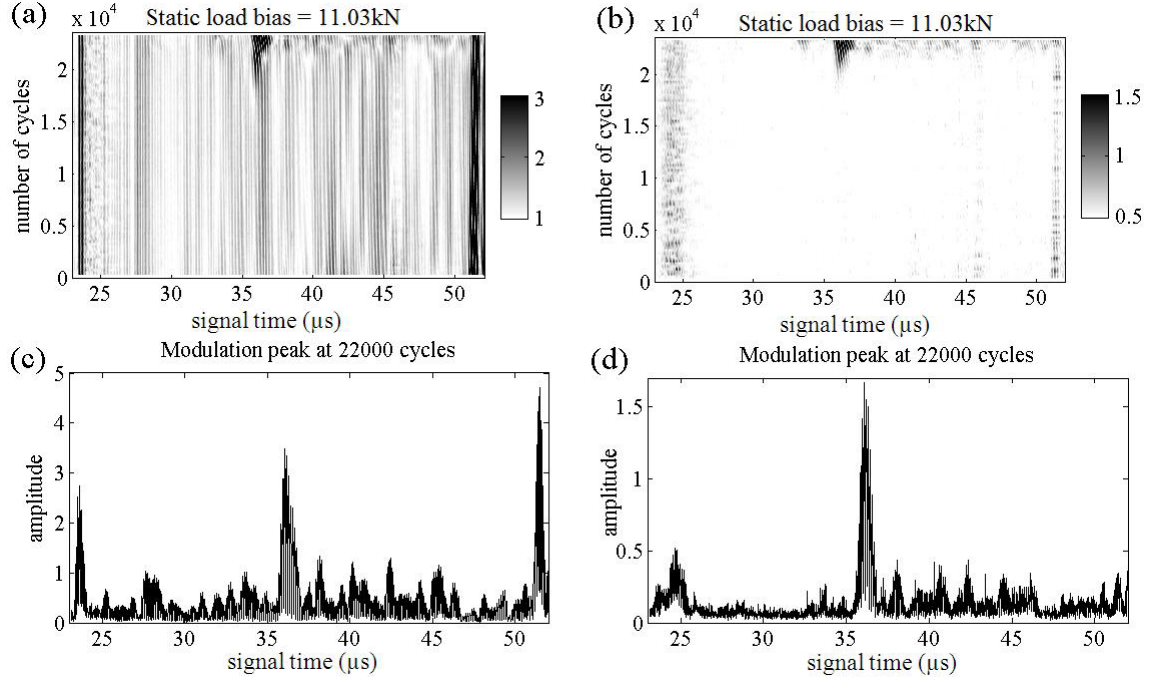 (a)
x 10⁴
Static load bias = 11.03kN
2
1.5
1
0.5
0
number of cycles
25 30 35 40 45 50
signal time (μs)
3
2
1
(b)
x 10⁴
Static load bias = 11.03kN
2
1.5
1
0.5
0
number of cycles
25 30 35 40 45 50
signal time (μs)
1.5
1
0.5
(c)
Modulation peak at 22000 cycles
5
4
3
2
1
0
amplitude
25 30 35 40 45 50
signal time (μs)
(d)
Modulation peak at 22000 cycles
1.5
1
0.5
0
amplitude
25 30 35 40 45 50
signal time (μs)